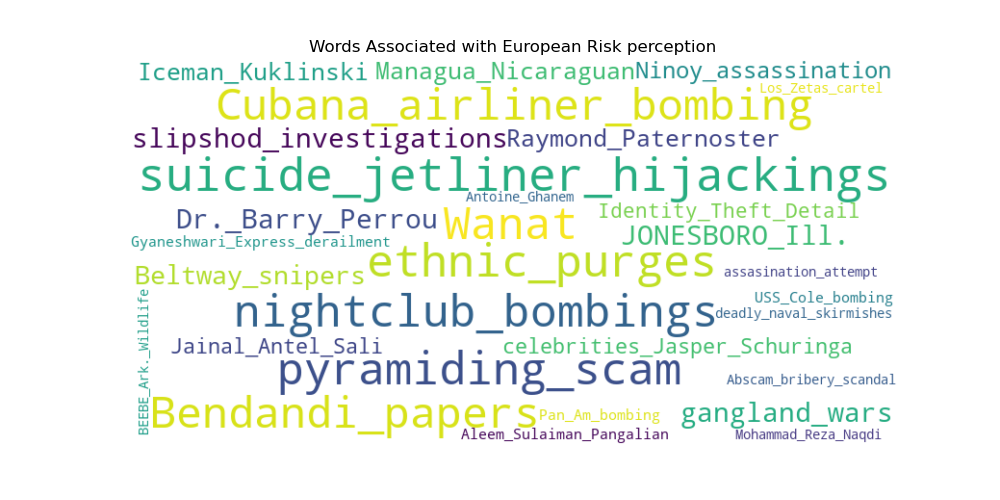 Words Associated with European Risk perception
Iceman_Kuklinski
Managua_Nicaraguan
Ninoy_assassination
Los_Zetas_cartel
Cubana_airliner_bombing
slipshod_investigations
Raymond_Paternoster
suicide_jetliner_hijackings
Antoine_Ghanem
Dr._Barry_Perrou
Wanat
Identity_Theft_Detail
Gyaneshwari_Express_derailment
JONESBORO_Ill.
ethnic_purges
Beltway_snipers
assasination_attempt
nightclub_bombings
USS_Cole_bombing
deadly_naval_skirmishes
BEEBE_Ark._Wildlife
Jainal_Antel_Sali
celebrities_Jasper_Schuringa
pyramiding_scam
Abscam_bribery_scandal
Bendandi_papers
Pan_Am_bombing
gangland_wars
Aleem_Sulaiman_Pangalian
Mohammad_Reza_Naqdi